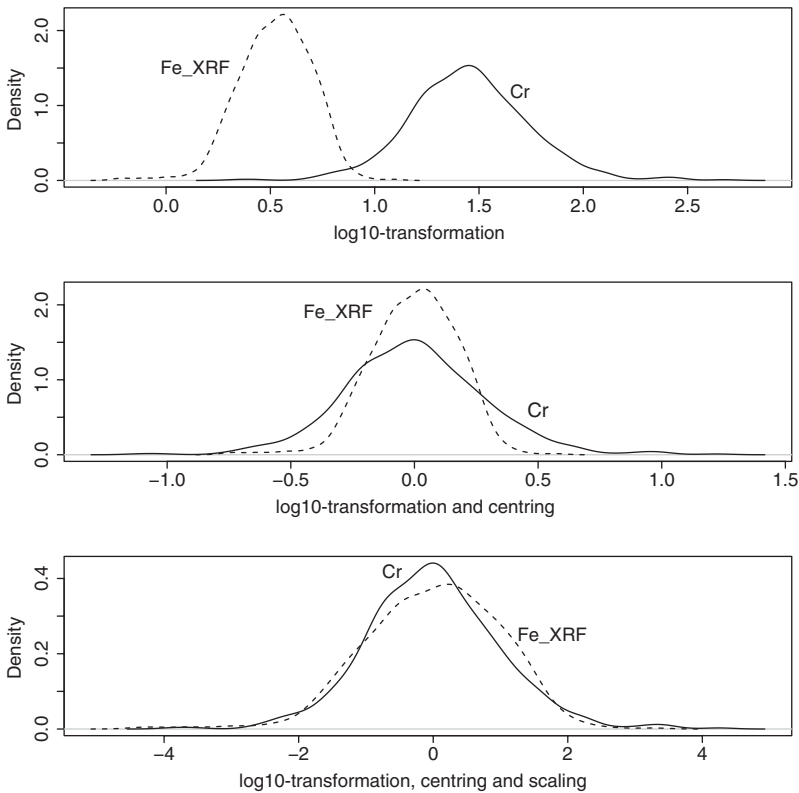 Density
2.0
1.0
0.0
Fe_XRF
Cr
0.0 0.5 1.0 1.5 2.0 2.5
log10-transformation
Density
2.0
1.0
0.0
Fe_XRF
Cr
−1.0 −0.5 0.0 0.5 1.0 1.5
log10-transformation and centring
Density
0.4
0.2
0.0
Cr
Fe_XRF
−4 −2 0 2 4
log10-transformation, centring and scaling